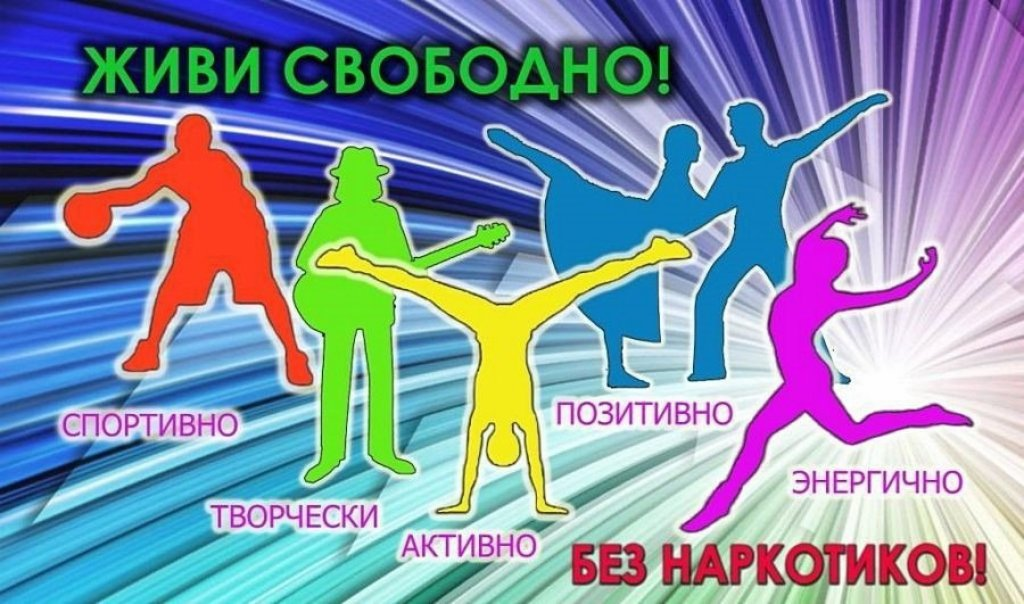 ЖИВИ СВОБОДНО!
СПОРТИВНО
ТВОРЧЕСКИ
АКТИВНО
ПОЗИТИВНО
ЭНЕРГИЧНО
БЕЗ НАРКОТИКОВ!